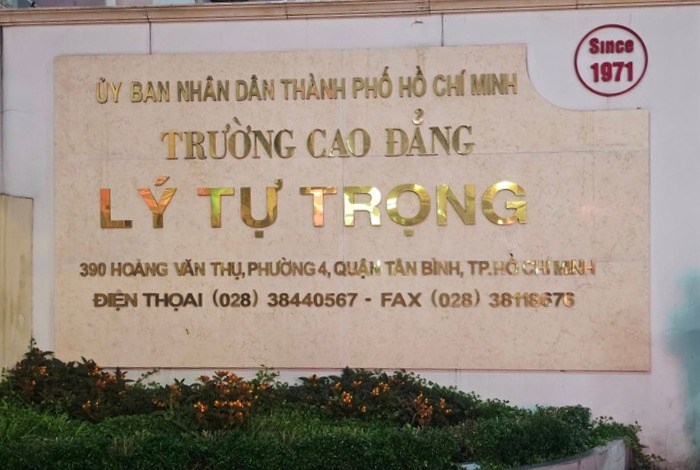 Since
1971
ỦY BAN NHÂN DÂN THÀNH PHỐ HỒ CHÍ MINH
TRƯỜNG CAO ĐẲNG
LÝ TỰ TRỌNG
390 HOÀNG VĂN THỤ, PHƯỜNG 4, QUẬN TÂN BÌNH, TP.HỒ CHÍ MINH
ĐIỆN THOẠI (028) 38440567 - FAX (028) 38118676